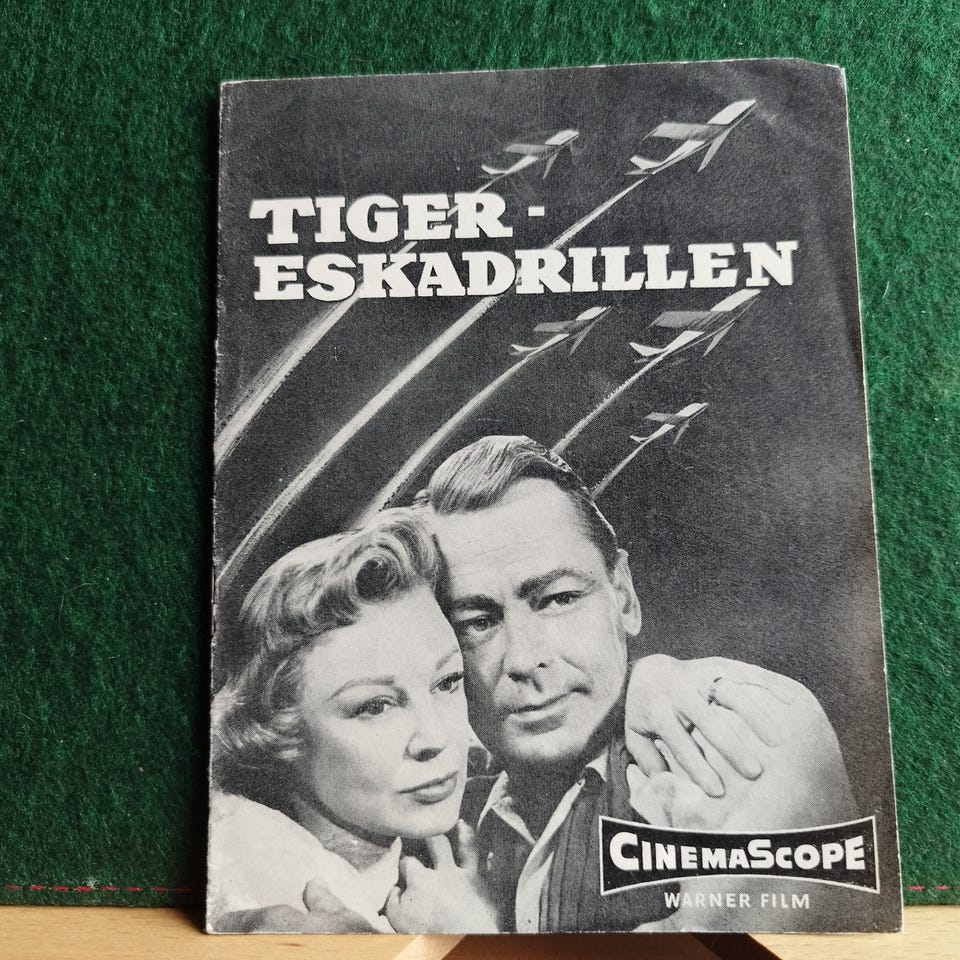 TIGER-
ESKADRILLEN
CINEMASCOPE
WARNER FILM